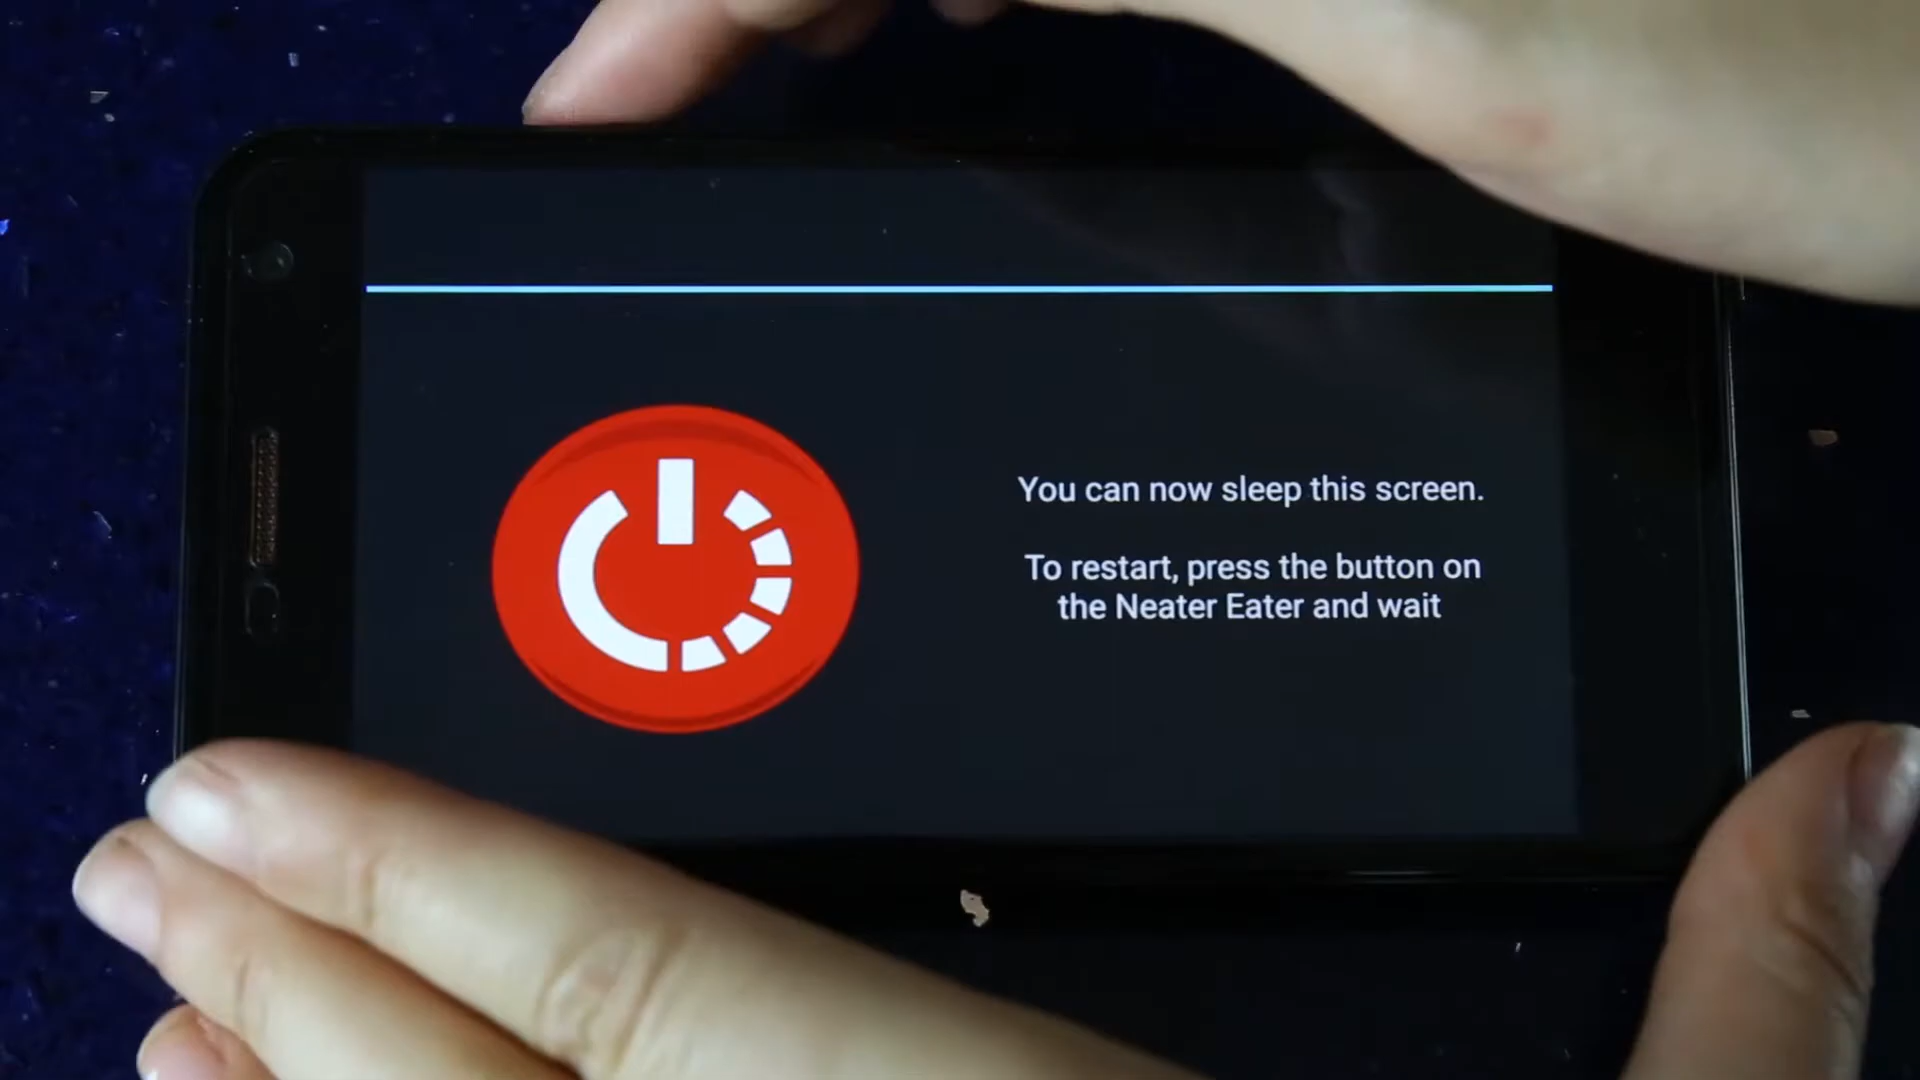 You can now sleep this screen.
To restart, press the button on
the Neater Eater and wait